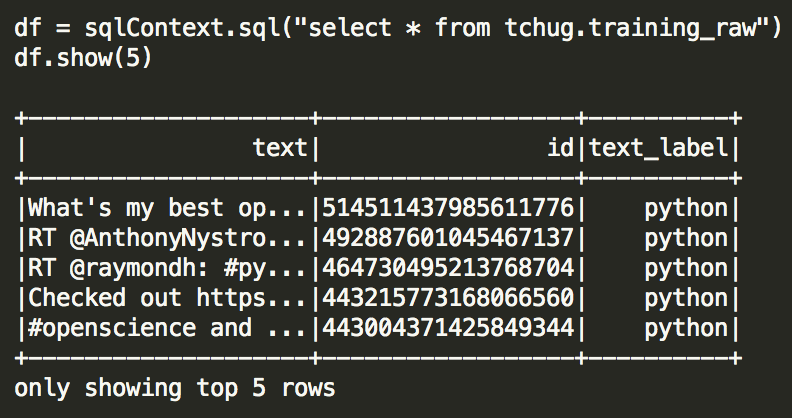 df = sqlContext.sql("select * from tchug.training_raw")
df.show(5)
+--------------------+------------------+----------+
|                text|                id|text_label|
+--------------------+------------------+----------+
|What's my best op...|514511437985611776|    python|
|RT @AnthonyNystro...|492887601045467137|    python|
|RT @raymondh: #py...|464730495213768704|    python|
|Checked out https...|443215773168066560|    python|
|#openscience and ...|443004371425849344|    python|
+--------------------+------------------+----------+
only showing top 5 rows